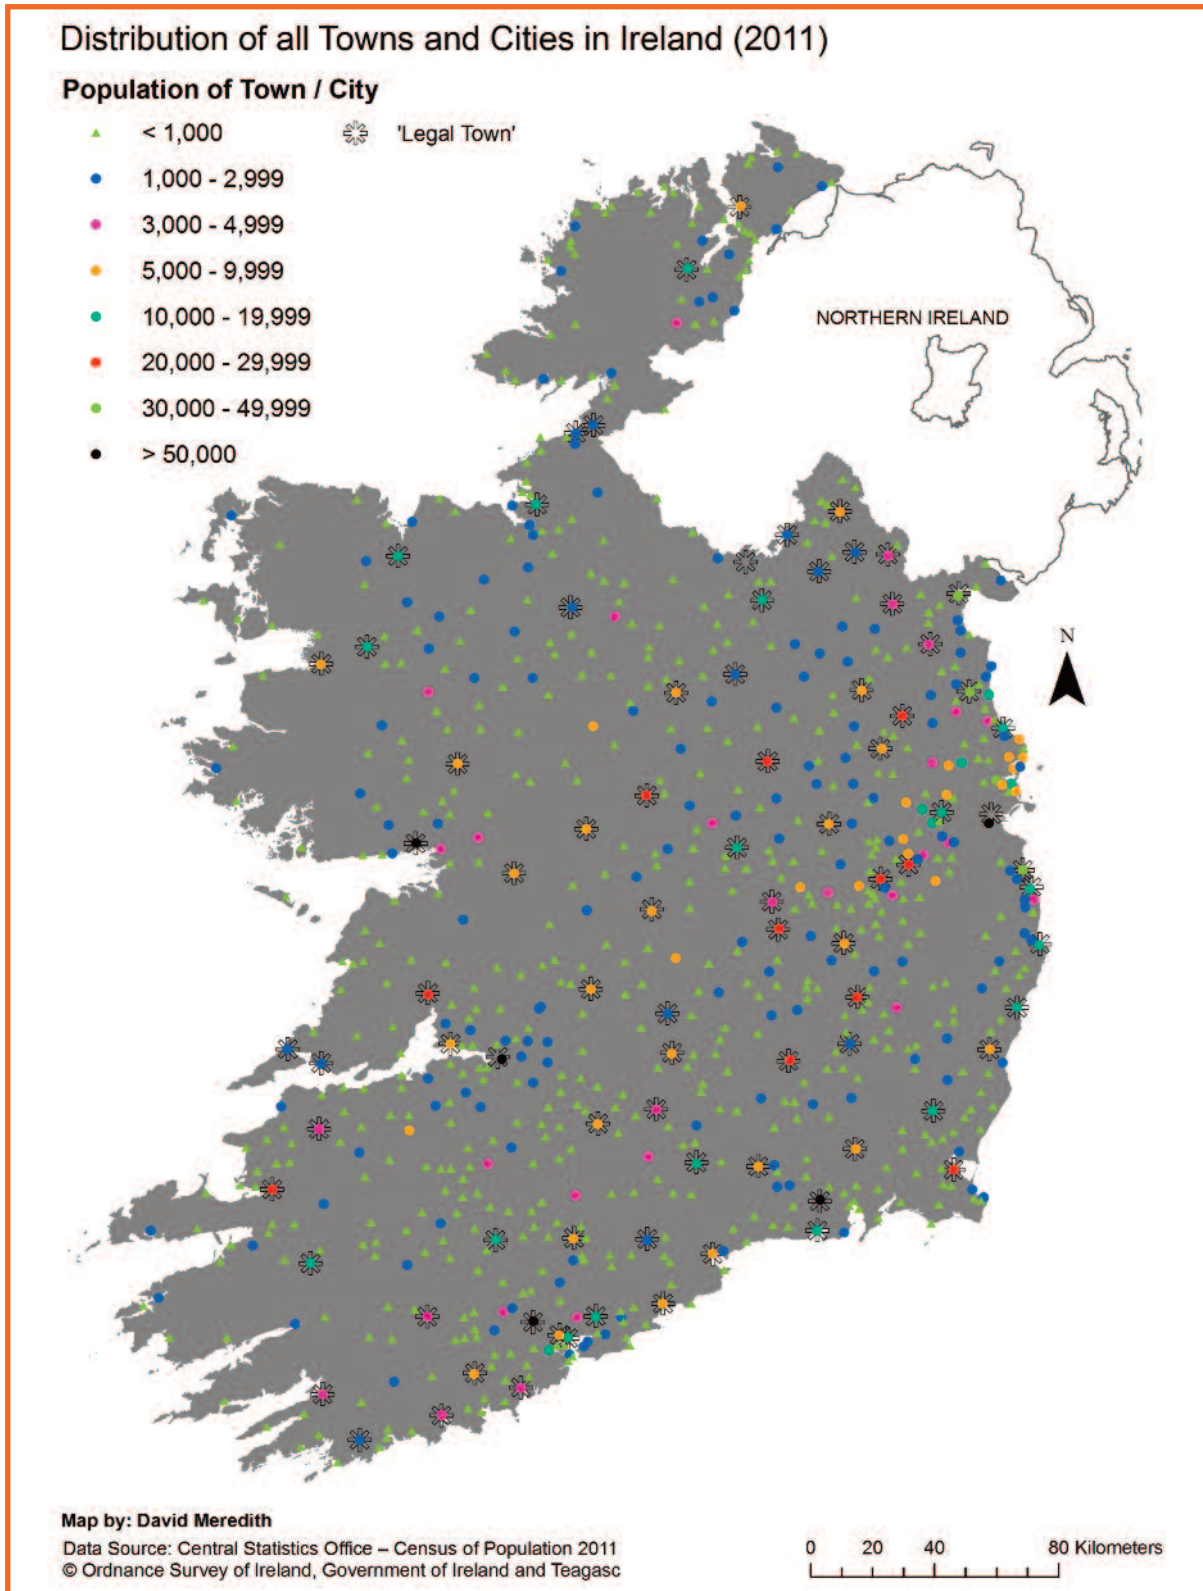 Distribution of all Towns and Cities in Ireland (2011)
Population of Town / City
< 1,000
'Legal Town'
1,000 - 2,999
3,000 - 4,999
5,000 - 9,999
10,000 - 19,999
20,000 - 29,999
30,000 - 49,999
> 50,000
NORTHERN IRELAND
N
Map by: David Meredith
Data Source: Central Statistics Office – Census of Population 2011
© Ordnance Survey of Ireland, Government of Ireland and Teagasc
0 20 40 80 Kilometers